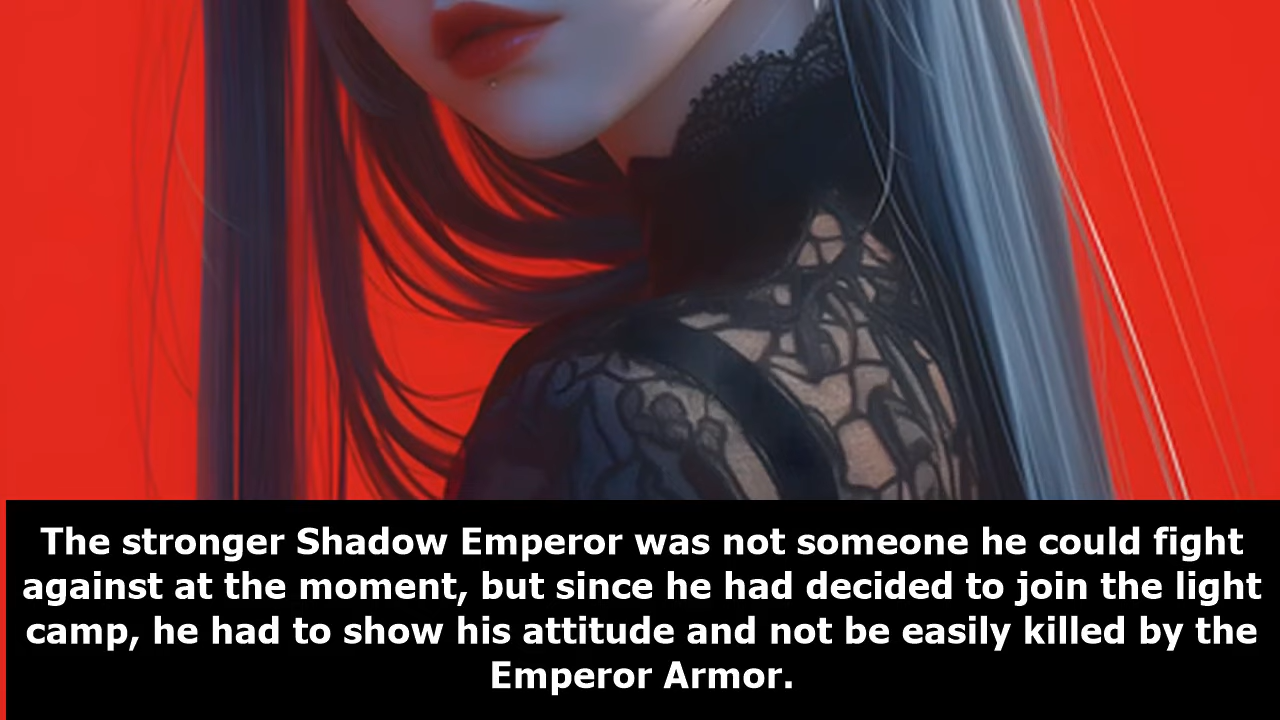 The stronger Shadow Emperor was not someone he could fight
against at the moment, but since he had decided to join the light
camp, he had to show his attitude and not be easily killed by the
Emperor Armor.